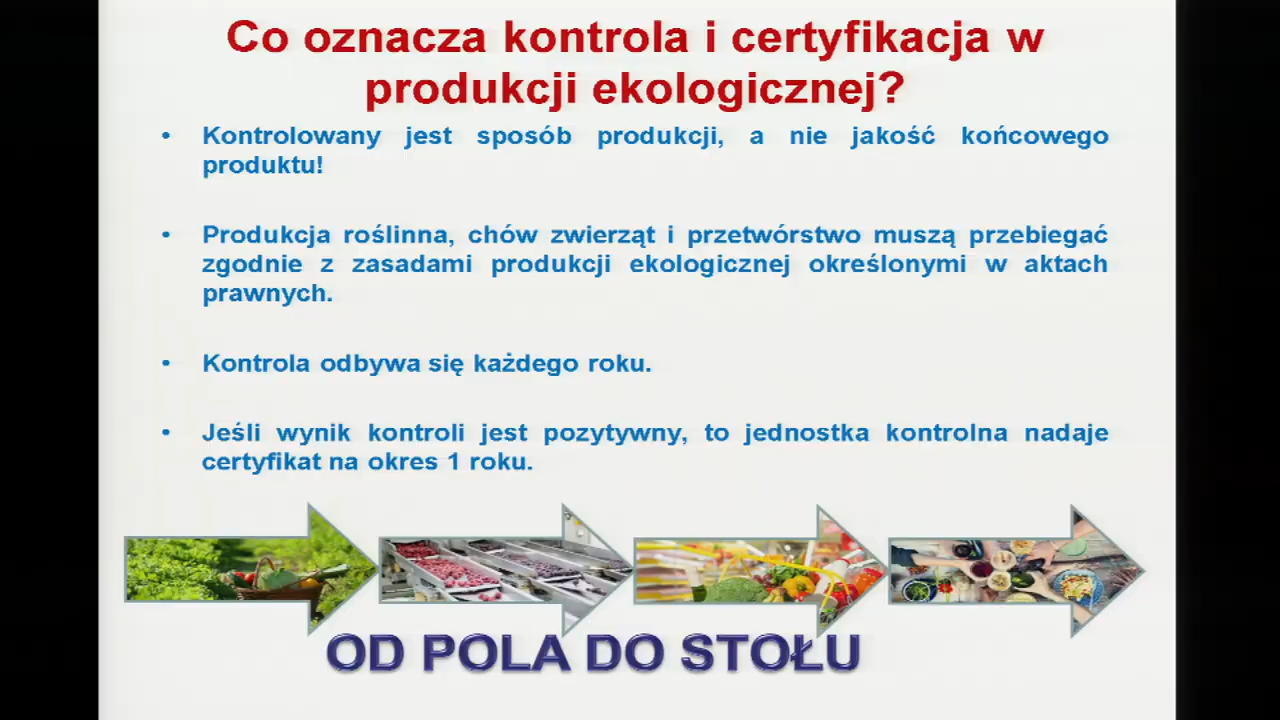 Co oznacza kontrola i certyfikacja w
produkcji ekologicznej?
• Kontrolowany jest sposób produkcji, a nie jakość końcowego
produktu!
• Produkcja roślinna, chów zwierząt i przetwórstwo muszą przebiegać
zgodnie z zasadami produkcji ekologicznej określonymi w aktach
prawnych.
• Kontrola odbywa się każdego roku.
• Jeśli wynik kontroli jest pozytywny, to jednostka kontrolna nadaje
certyfikat na okres 1 roku.
OD POLA DO STOŁU